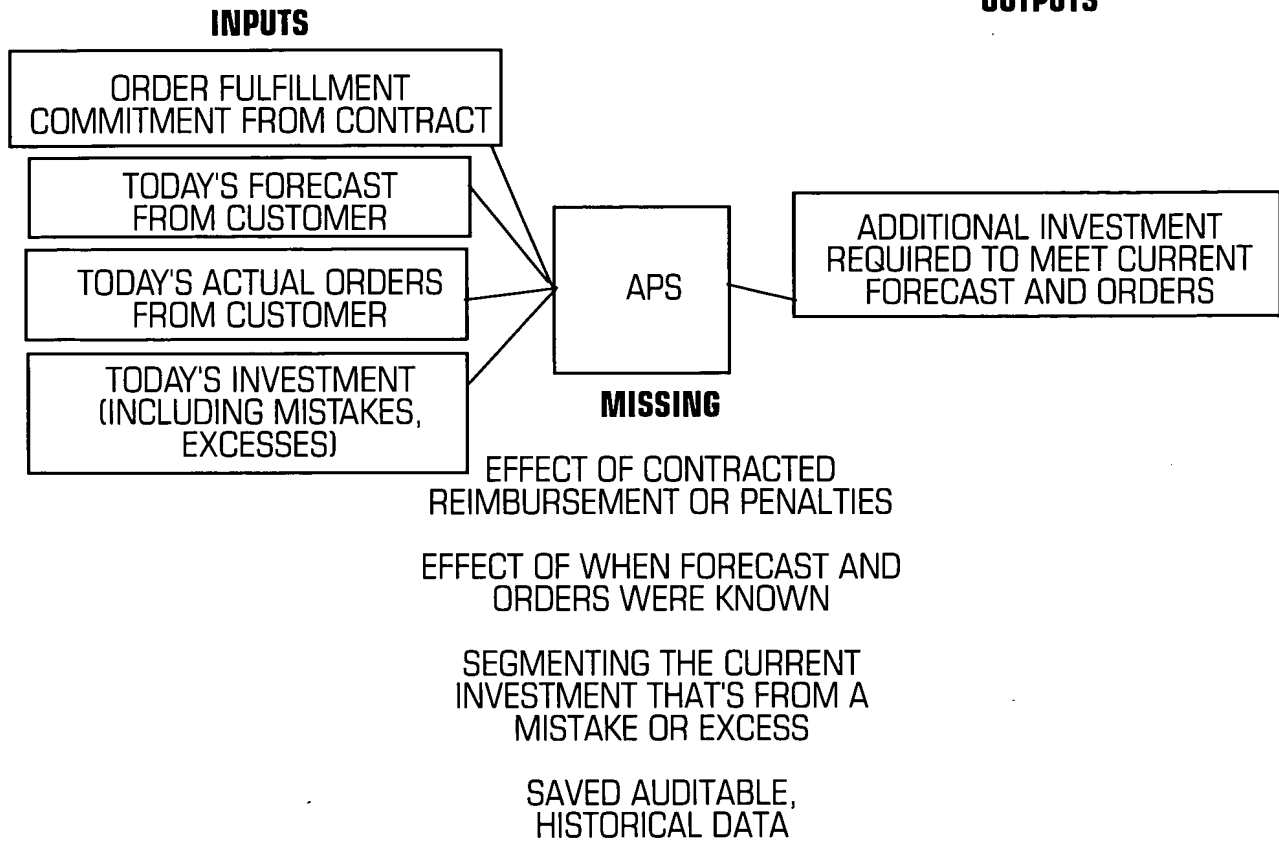 OUTPUTS
INPUTS
ORDER FULFILLMENT
COMMITMENT FROM CONTRACT
TODAY'S FORECAST
FROM CUSTOMER
TODAY'S ACTUAL ORDERS
FROM CUSTOMER
TODAY'S INVESTMENT
(INCLUDING MISTAKES,
EXCESSES)
APS
ADDITIONAL INVESTMENT
REQUIRED TO MEET CURRENT
FORECAST AND ORDERS
MISSING
EFFECT OF CONTRACTED
REIMBURSEMENT OR PENALTIES
EFFECT OF WHEN FORECAST AND
ORDERS WERE KNOWN
SEGMENTING THE CURRENT
INVESTMENT THAT'S FROM A
MISTAKE OR EXCESS
SAVED AUDITABLE,
HISTORICAL DATA